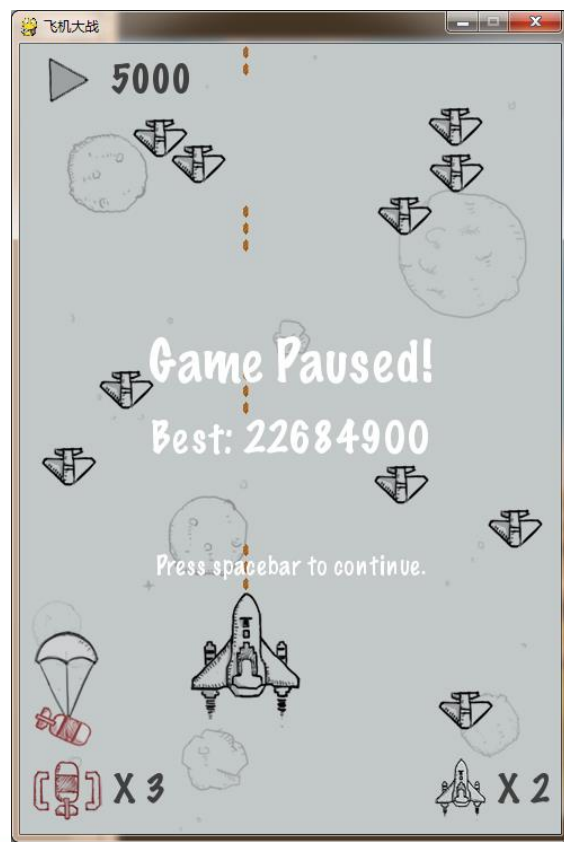 飞机大战
5000
Game Paused!
Best: 22684900
Press spacebar to continue.
X 3
X 2